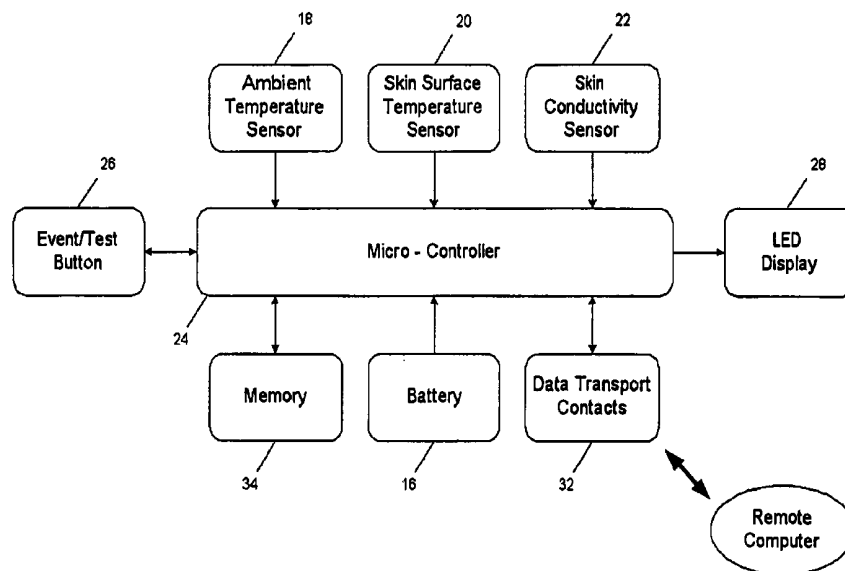 18
20
22
Ambient
Temperature
Sensor
Skin Surface
Temperature
Sensor
Skin
Conductivity
Sensor
26
28
Event/Test
Button
Micro - Controller
LED
Display
24
Memory
Battery
Data Transport
Contacts
34
16
32
Remote
Computer